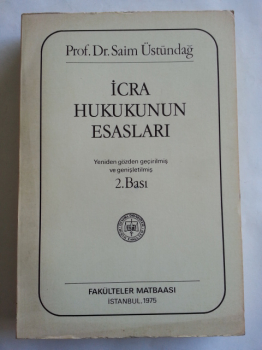 Prof. Dr. Saim Üstündağ
İCRA
HUKUKUNUN
ESASLARI
Yeniden gözden geçirilmiş
ve genişletilmiş
2. Bası
FAKÜLTELER MATBAASI
İSTANBUL, 1975